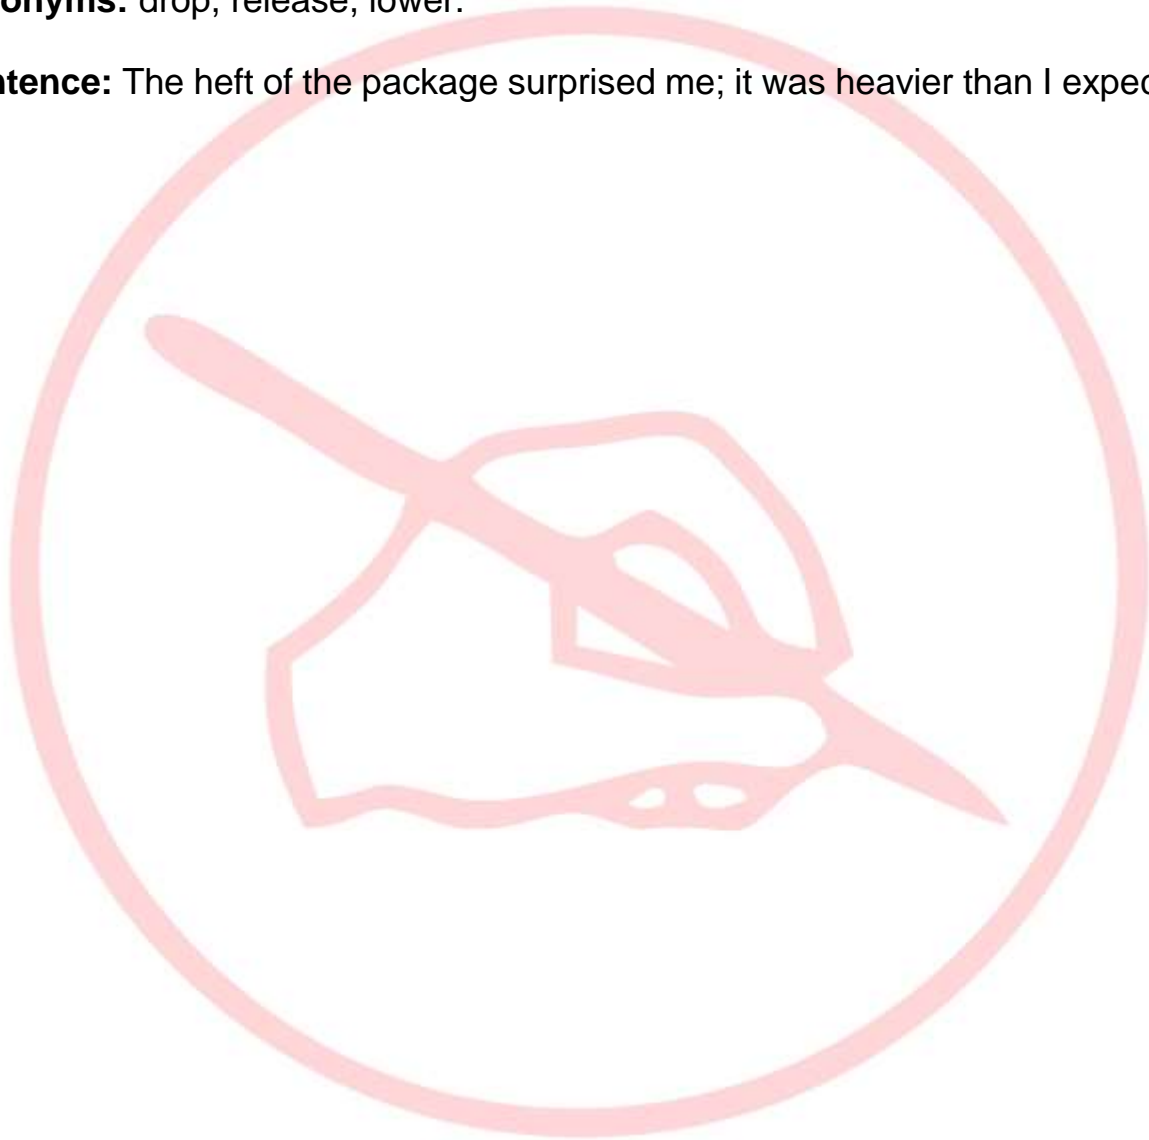 onyms: drop, release, lower.
ntence: The heft of the package surprised me; it was heavier than I expec